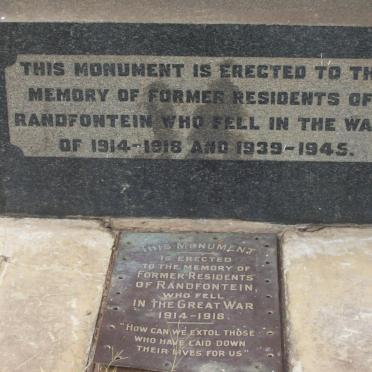 THIS MONUMENT IS ERECTED TO TH
MEMORY OF FORMER RESIDENTS OF
RANDFONTEIN WHO FELL IN THE WA
OF 1914-1918 AND 1939-1945.
THIS MONUMENT
IS ERECTED
TO THE MEMORY OF
FORMER RESIDENTS
OF RANDFONTEIN,
WHO FELL
IN THE GREAT WAR
1914-1918
"HOW CAN WE EXTOL THOSE
WHO HAVE LAID DOWN
THEIR LIVES FOR US"